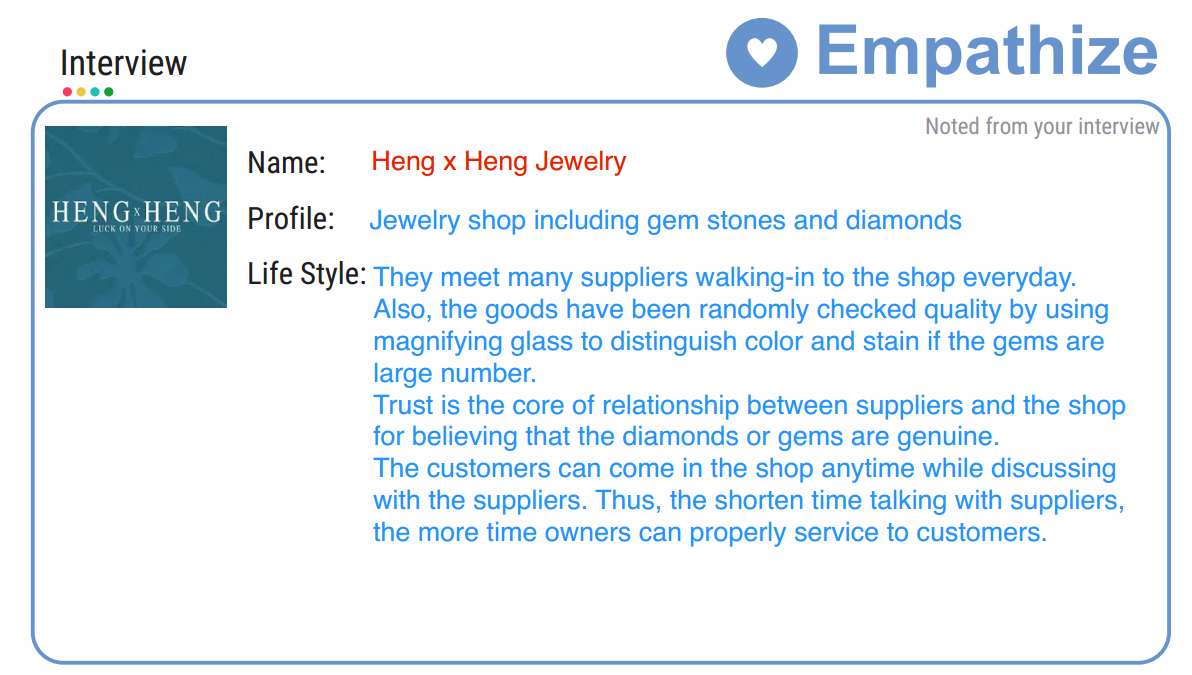 Interview
Empathize
Noted from your interview
HENG x HENG
LUCK ON YOUR SIDE
Name: Heng x Heng Jewelry
Profile: Jewelry shop including gem stones and diamonds
Life Style: They meet many suppliers walking-in to the shøp everyday.
Also, the goods have been randomly checked quality by using
magnifying glass to distinguish color and stain if the gems are
large number.
Trust is the core of relationship between suppliers and the shop
for believing that the diamonds or gems are genuine.
The customers can come in the shop anytime while discussing
with the suppliers. Thus, the shorten time talking with suppliers,
the more time owners can properly service to customers.